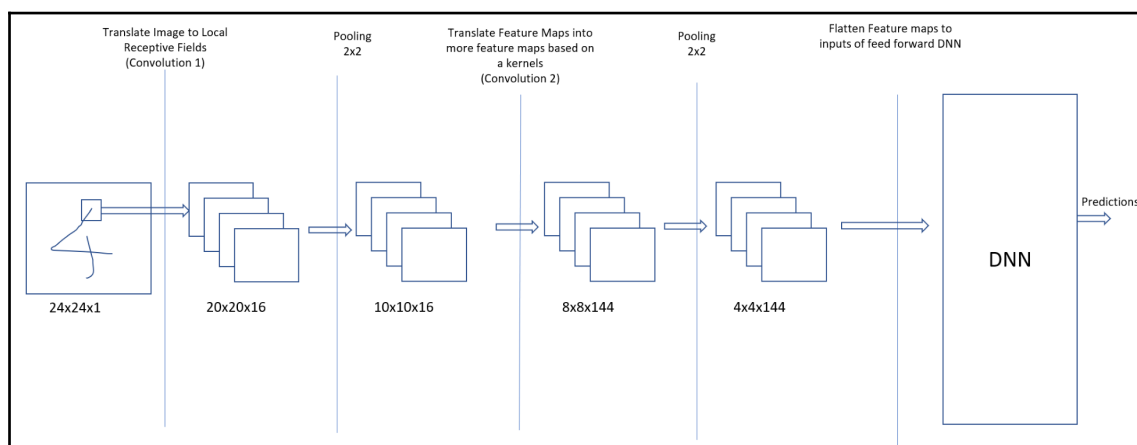 Translate Image to Local
Receptive Fields
(Convolution 1)
Pooling
2x2
Translate Feature Maps into
more feature maps based on
a kernels
(Convolution 2)
Pooling
2x2
Flatten Feature maps to
inputs of feed forward DNN
4
24x24x1
20x20x16
10x10x16
8x8x144
4x4x144
DNN
Predictions